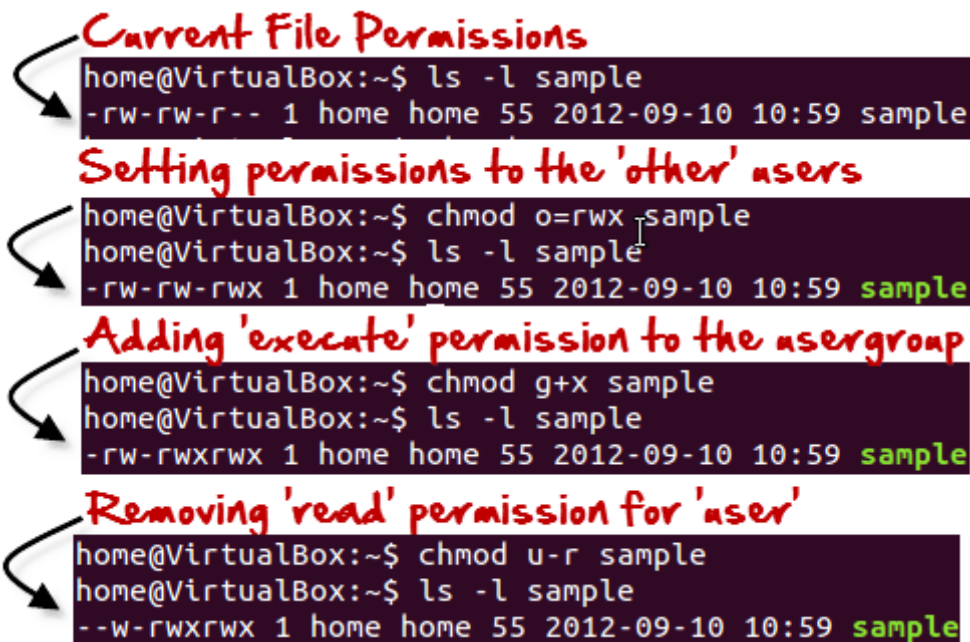 Current File Permissions
home@VirtualBox:~$ ls -l sample
-rw-rw-r-- 1 home home 55 2012-09-10 10:59 sample
Setting permissions to the 'other' users
home@VirtualBox:~$ chmod o=rwx sample
home@VirtualBox:~$ ls -l sample
-rw-rw-rwx 1 home home 55 2012-09-10 10:59 sample
Adding 'execute' permission to the usergroup
home@VirtualBox:~$ chmod g+x sample
home@VirtualBox:~$ ls -l sample
-rw-rwxrwx 1 home home 55 2012-09-10 10:59 sample
Removing 'read' permission for 'user'
home@VirtualBox:~$ chmod u-r sample
home@VirtualBox:~$ ls -l sample
--w-rwxrwx 1 home home 55 2012-09-10 10:59 sample